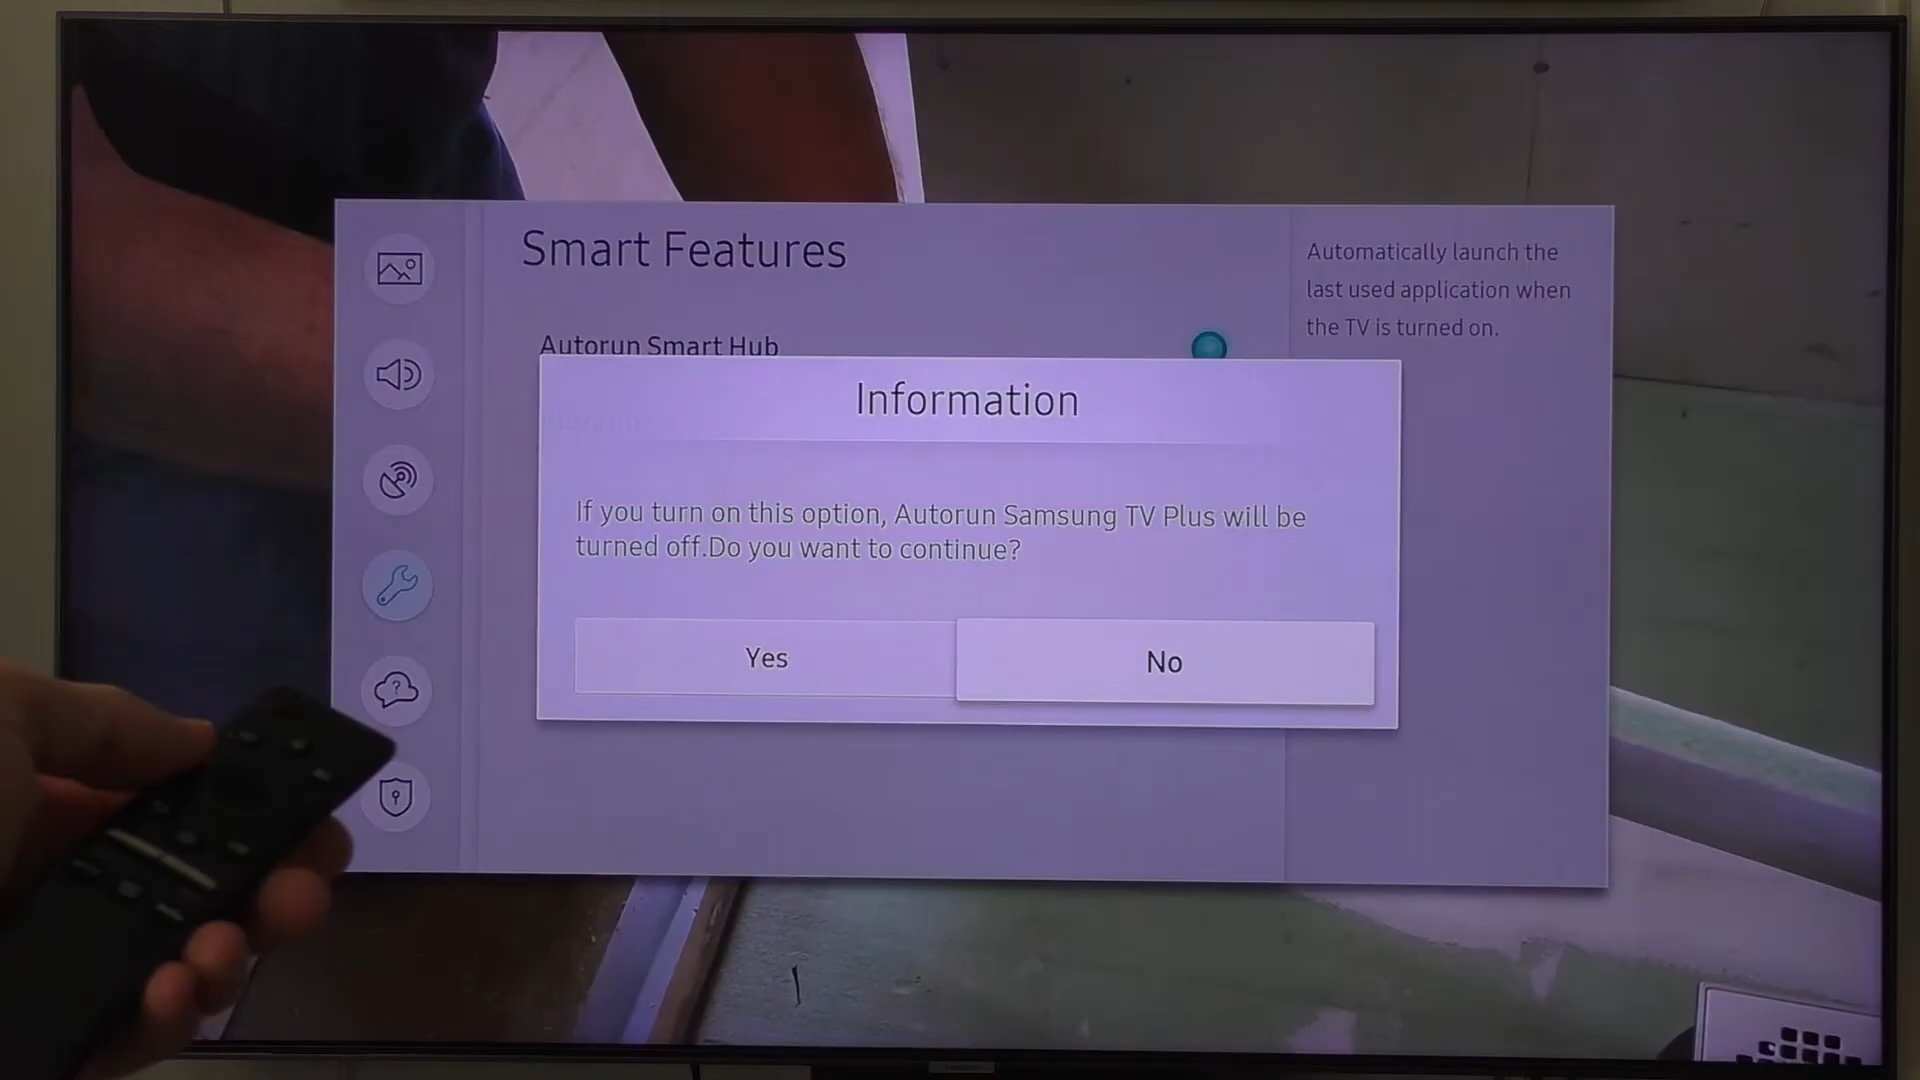 Smart Features
Automatically launch the
last used application when
the TV is turned on.
Autorun Smart Hub
Information
If you turn on this option, Autorun Samsung TV Plus will be
turned off.Do you want to continue?
Yes
No